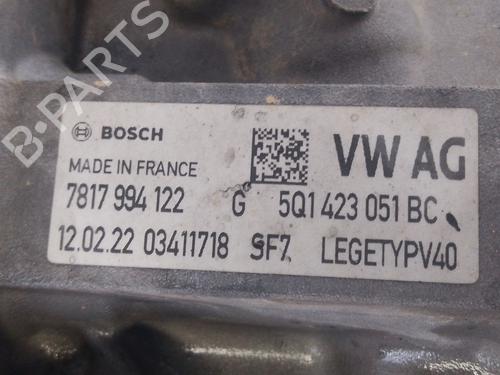 B-PARTS
BOSCH VW AG
MADE IN FRANCE
7817 994 122 G 5Q1 423 051 BC
12.02.22 03411718 SF7 LEGETYPV40